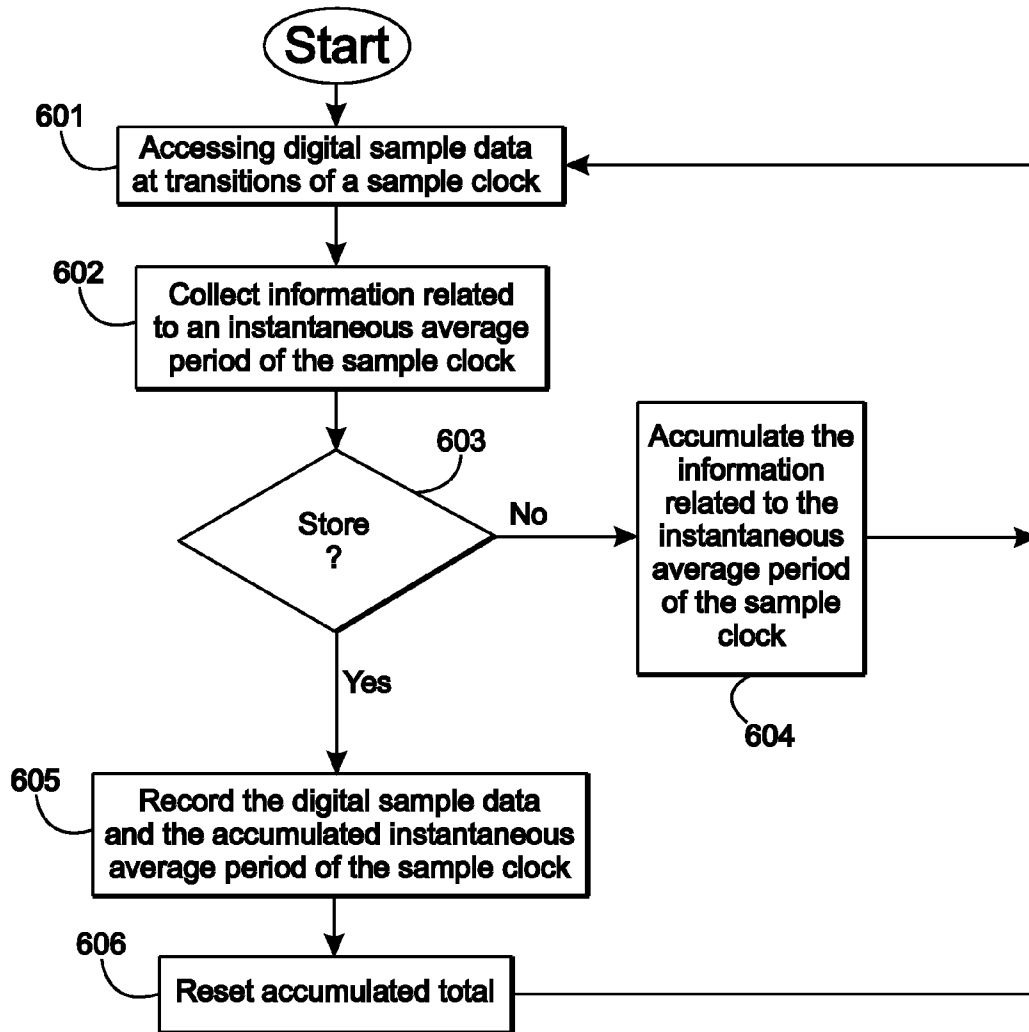 Start
601
Accessing digital sample data
at transitions of a sample clock
602
Collect information related
to an instantaneous average
period of the sample clock
603
Store
?
No
Accumulate the
information
related to the
instantaneous
average period
of the sample
clock
604
Yes
605
Record the digital sample data
and the accumulated instantaneous
average period of the sample clock
606
Reset accumulated total